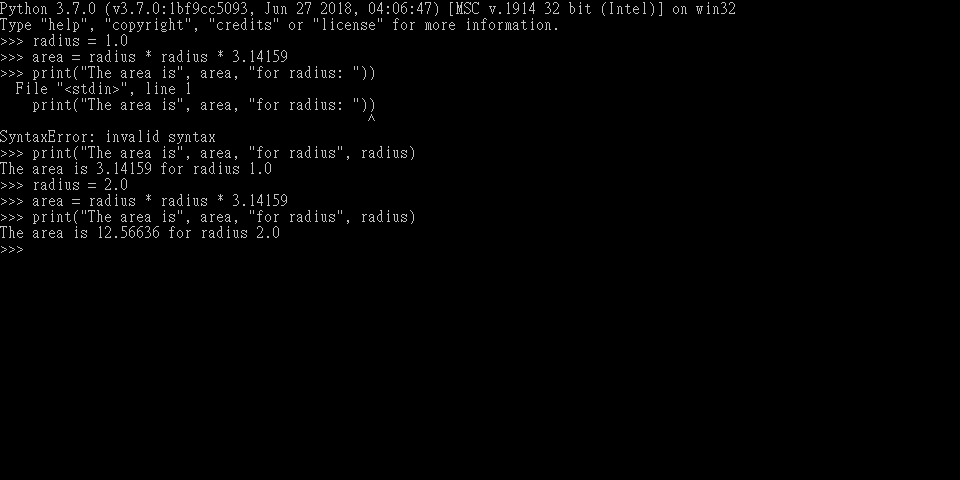 Python 3.7.0 (v3.7.0:1bf9cc5093, Jun 27 2018, 04:06:47) [MSC v.1914 32 bit (Intel)] on win32
Type "help", "copyright", "credits" or "license" for more information.
>>> radius = 1.0
>>> area = radius * radius * 3.14159
>>> print("The area is", area, "for radius: "))
  File "<stdin>", line 1
    print("The area is", area, "for radius: "))
                                              ^
SyntaxError: invalid syntax
>>> print("The area is", area, "for radius", radius)
The area is 3.14159 for radius 1.0
>>> radius = 2.0
>>> area = radius * radius * 3.14159
>>> print("The area is", area, "for radius", radius)
The area is 12.56636 for radius 2.0
>>>